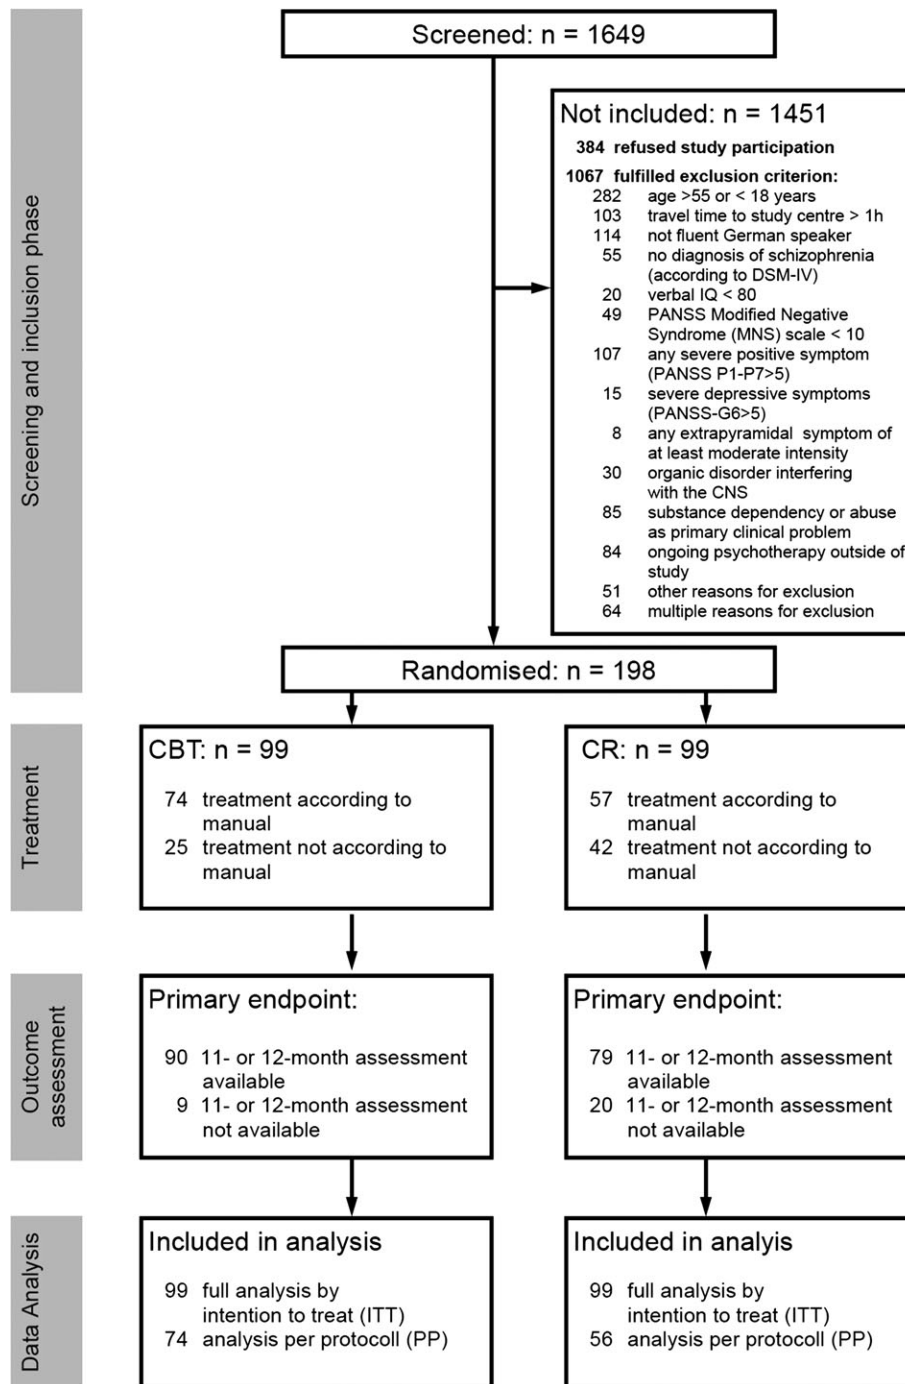 Screening and inclusion phase
Screened: n = 1649
Not included: n = 1451
384 refused study participation
1067 fulfilled exclusion criterion:
282 age >55 or < 18 years
103 travel time to study centre > 1h
114 not fluent German speaker
55 no diagnosis of schizophrenia
(according to DSM-IV)
20 verbal IQ < 80
49 PANSS Modified Negative
Syndrome (MNS) scale < 10
107 any severe positive symptom
(PANSS P1-P7>5)
15 severe depressive symptoms
(PANSS-G6>5)
8 any extrapyramidal symptom of
at least moderate intensity
30 organic disorder interfering
with the CNS
85 substance dependency or abuse
as primary clinical problem
84 ongoing psychotherapy outside of
study
51 other reasons for exclusion
64 multiple reasons for exclusion
Randomised: n = 198
Treatment
CBT: n = 99
74 treatment according to
manual
25 treatment not according to
manual
CR: n = 99
57 treatment according to
manual
42 treatment not according to
manual
Outcome
assessment
Primary endpoint:
90 11- or 12-month assessment
available
9 11- or 12-month assessment
not available
Primary endpoint:
79 11- or 12-month assessment
available
20 11- or 12-month assessment
not available
Data Analysis
Included in analysis
99 full analysis by
intention to treat (ITT)
74 analysis per protocoll (PP)
Included in analyis
99 full analysis by
intention to treat (ITT)
56 analysis per protocoll (PP)